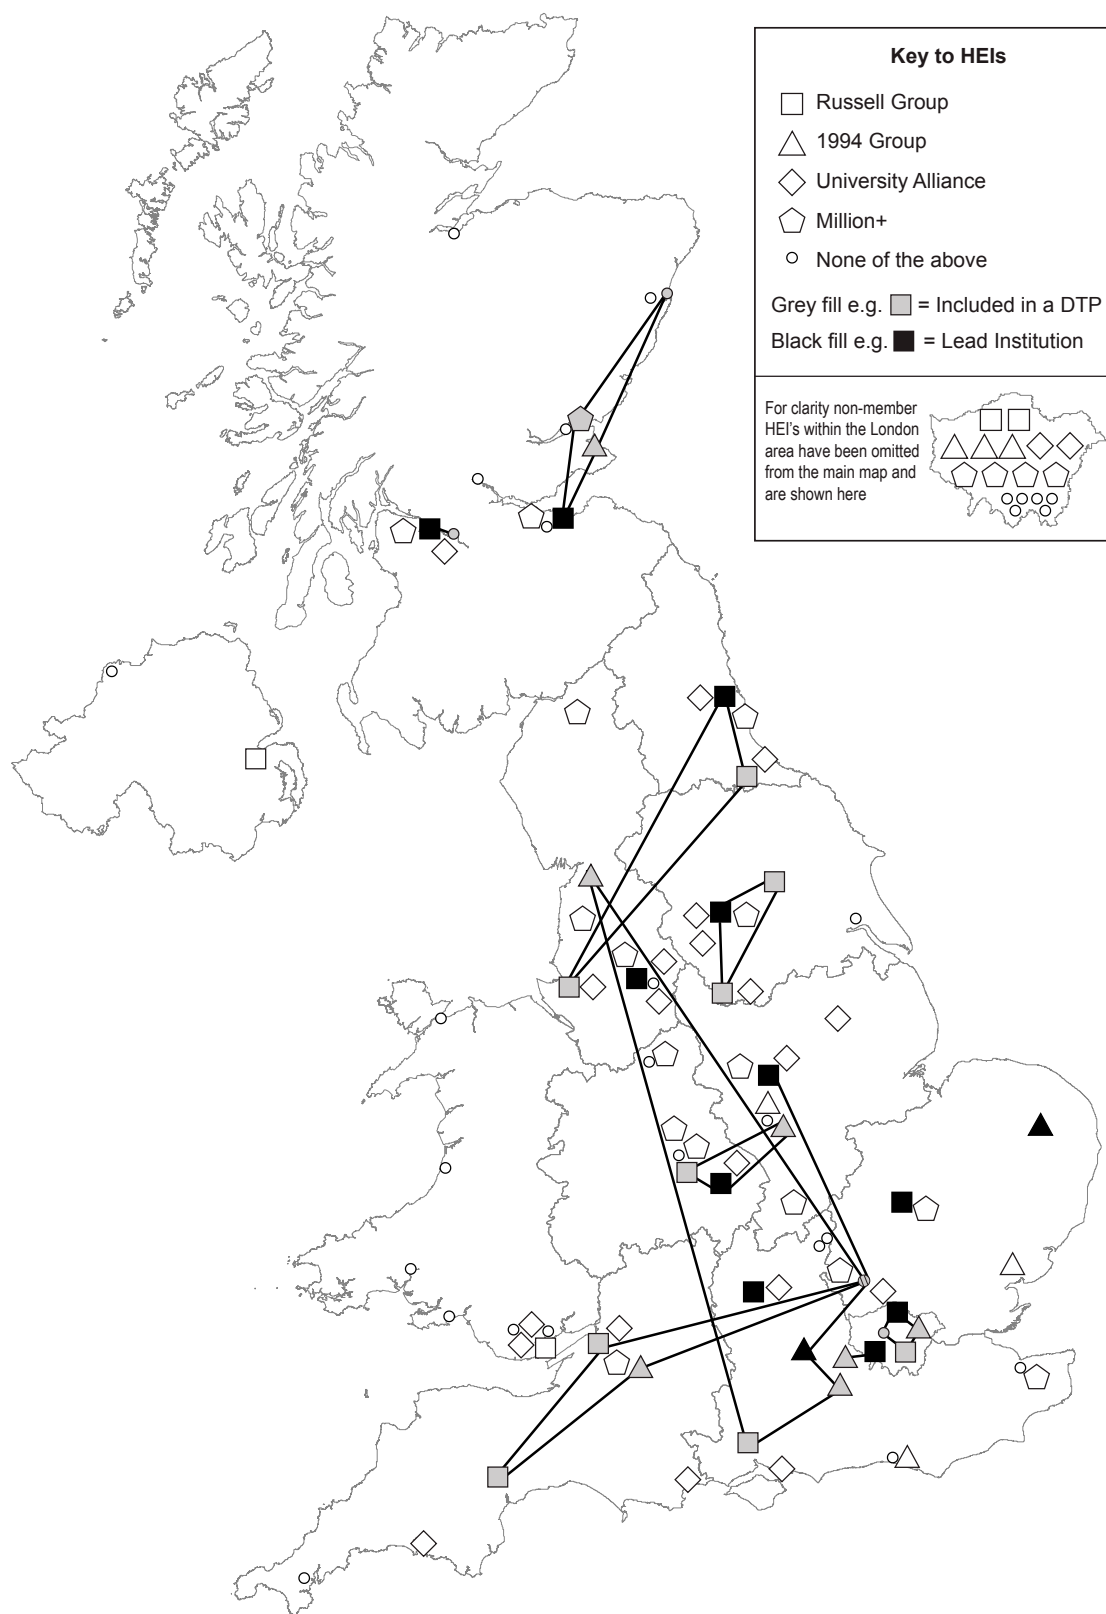 Key to HEIs
Russell Group
1994 Group
University Alliance
Million+
None of the above
Grey fill e.g. = Included in a DTP
Black fill e.g. = Lead Institution
For clarity non-member
HEI's within the London
area have been omitted
from the main map and
are shown here